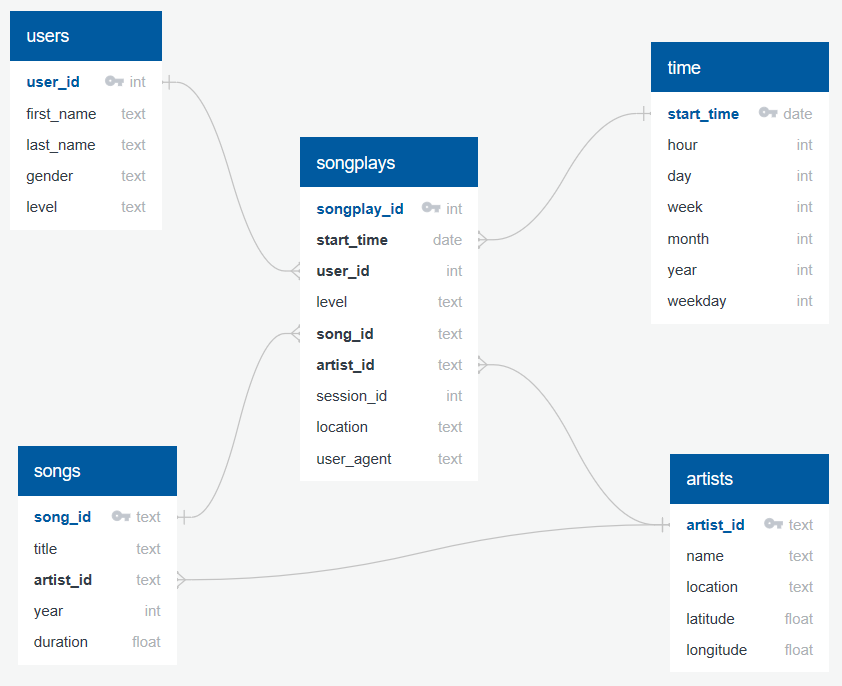 users
user_id int
first_name text
last_name text
gender text
level text
time
start_time date
hour int
day int
week int
month int
year int
weekday int
songplays
songplay_id int
start_time date
user_id int
level text
song_id text
artist_id text
session_id int
location text
user_agent text
songs
song_id text
title text
artist_id text
year int
duration float
artists
artist_id text
name text
location text
latitude float
longitude float